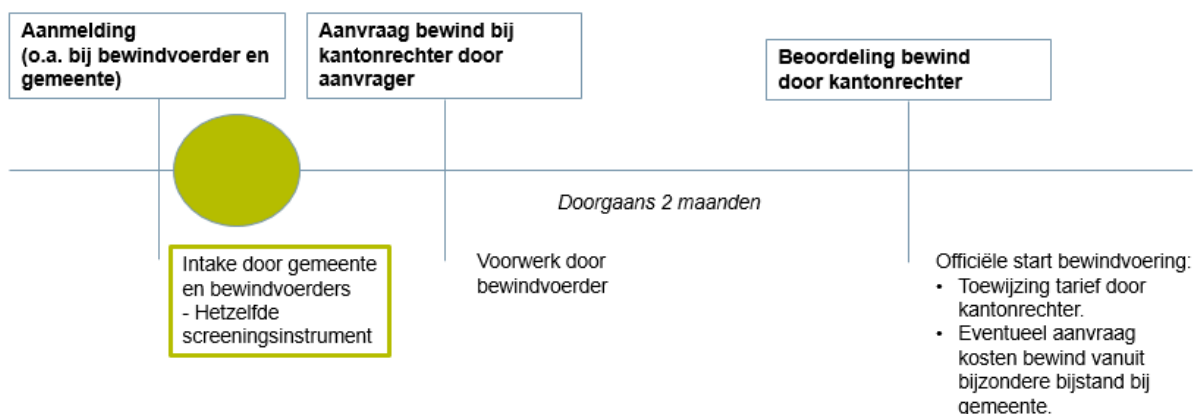 Aanmelding
(o.a. bij bewindvoerder en
gemeente)
Aanvraag bewind bij
kantonrechter door
aanvrager
Beoordeling bewind
door kantonrechter
Doorgaans 2 maanden
Intake door gemeente
en bewindvoerders
- Hetzelfde
screeningsinstrument
Voorwerk door
bewindvoerder
Officiële start bewindvoering:
• Toewijzing tarief door
kantonrechter.
• Eventueel aanvraag
kosten bewind vanuit
bijzondere bijstand bij
gemeente.